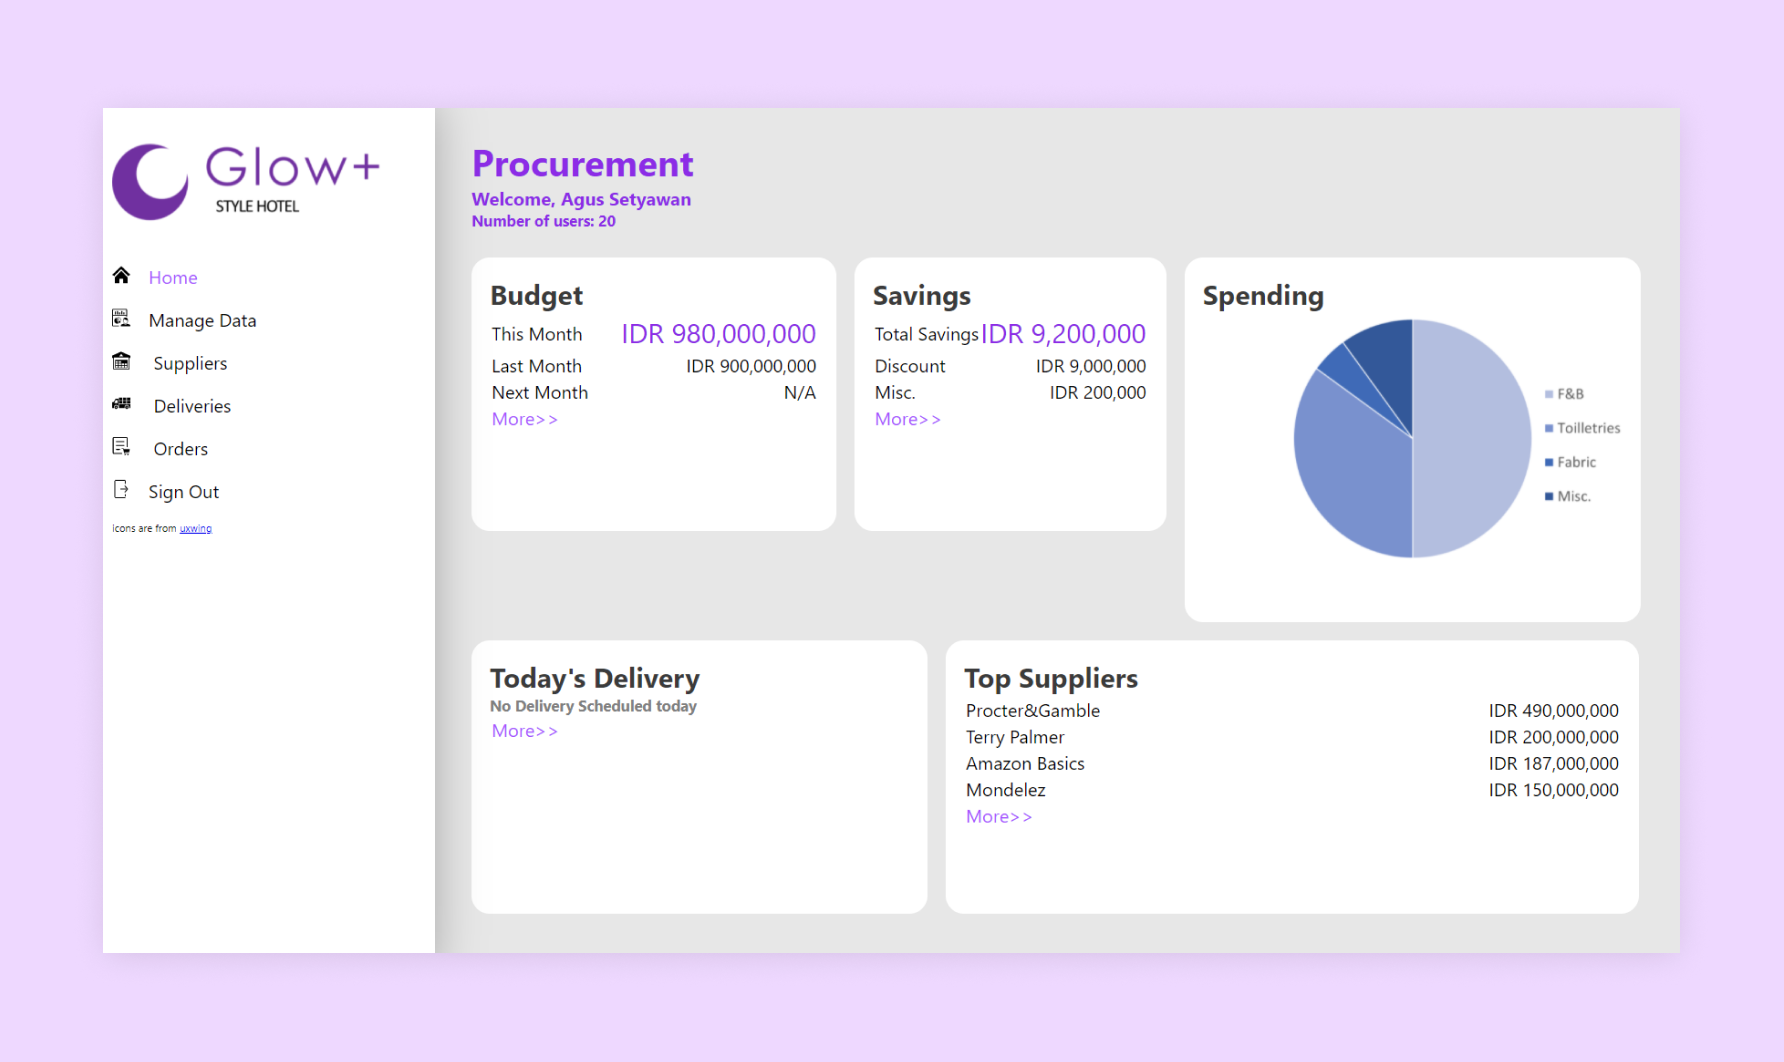 Glow+
STYLE HOTEL
Home
Manage Data
Suppliers
Deliveries
Orders
Sign Out
icons are from uxwing
Procurement
Welcome, Agus Setyawan
Number of users: 20
Budget
This Month IDR 980,000,000
Last Month IDR 900,000,000
Next Month N/A
More>>
Savings
Total Savings IDR 9,200,000
Discount IDR 9,000,000
Misc. IDR 200,000
More>>
Spending
F&B
Toilletries
Fabric
Misc.
Today's Delivery
No Delivery Scheduled today
More>>
Top Suppliers
Procter&Gamble IDR 490,000,000
Terry Palmer IDR 200,000,000
Amazon Basics IDR 187,000,000
Mondelez IDR 150,000,000
More>>